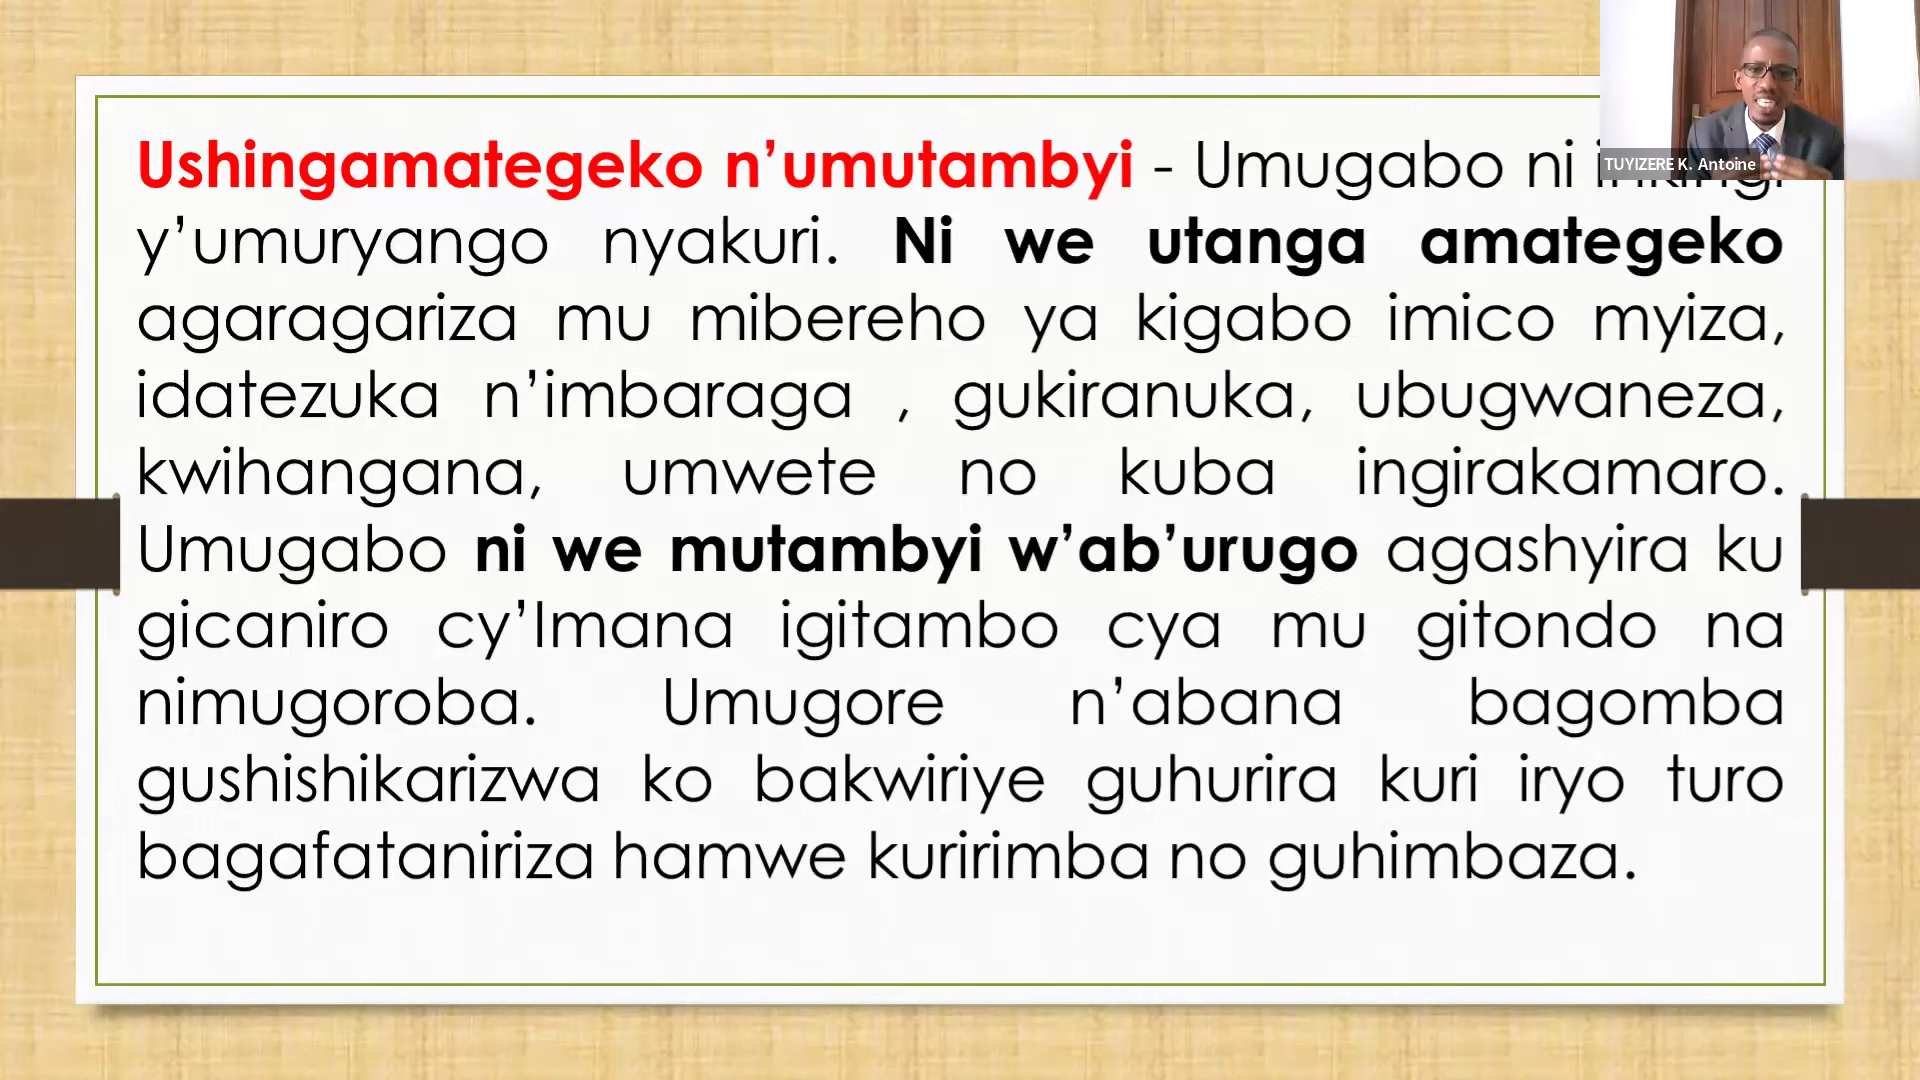 Ushingamategeko n’umutambyi - Umugabo ni
y’umuryango nyakuri. Ni we utanga amategeko
agaragariza mu mibereho ya kigabo imico myiza,
idatezuka n’imbaraga , gukiranuka, ubugwaneza,
kwihangana, umwete no kuba ingirakamaro.
Umugabo ni we mutambyi w’ab’urugo agashyira ku
gicaniro cy’Imana igitambo cya mu gitondo na
nimugoroba. Umugore n’abana bagomba
gushishikarizwa ko bakwiriye guhurira kuri iryo turo
bagafataniriza hamwe kuririmba no guhimbaza.
TUYIZERE K. Antoine